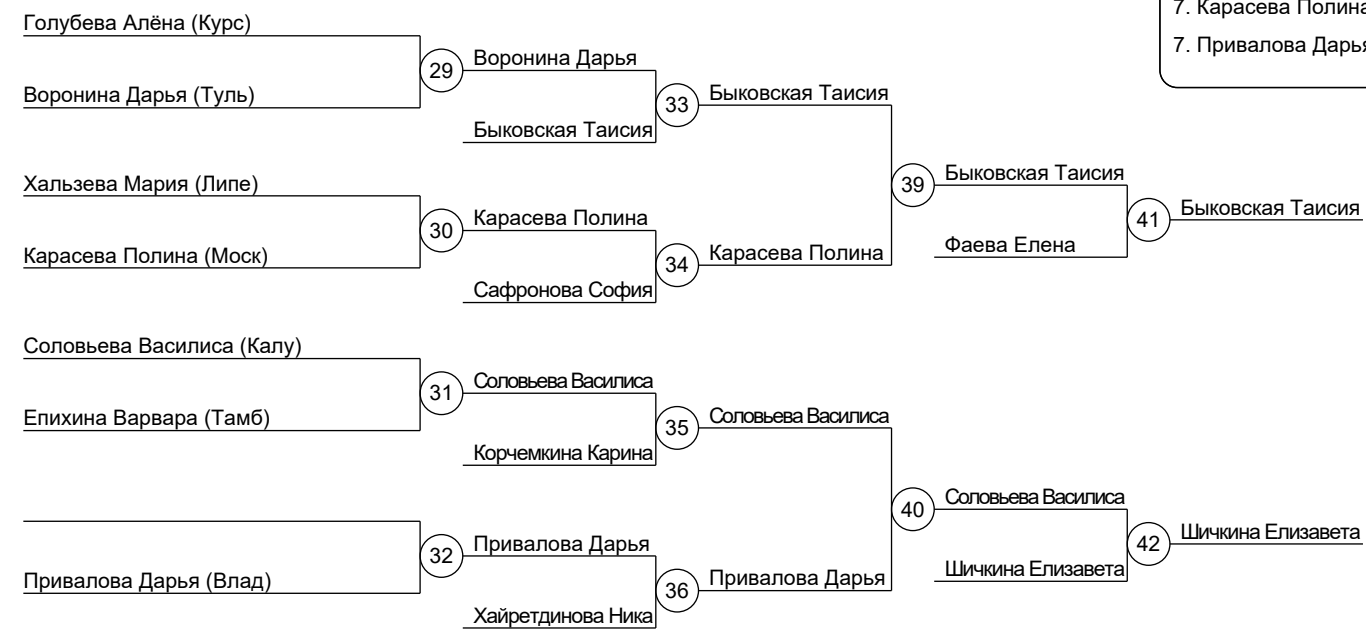 7. Карасева Полина
7. Привалова Дарья
Голубева Алёна (Курс)
29
Воронина Дарья
Воронина Дарья (Туль)
33
Быковская Таисия
Быковская Таисия
Хальзева Мария (Липе)
39
Быковская Таисия
30
Карасева Полина
41
Быковская Таисия
Карасева Полина (Моск)
34
Карасева Полина
Фаева Елена
Сафронова София
Соловьева Василиса (Калу)
31
Соловьева Василиса
Епихина Варвара (Тамб)
35
Соловьева Василиса
Корчемкина Карина
40
Соловьева Василиса
32
Привалова Дарья
42
Шичкина Елизавета
Привалова Дарья (Влад)
36
Привалова Дарья
Шичкина Елизавета
Хайретдинова Ника